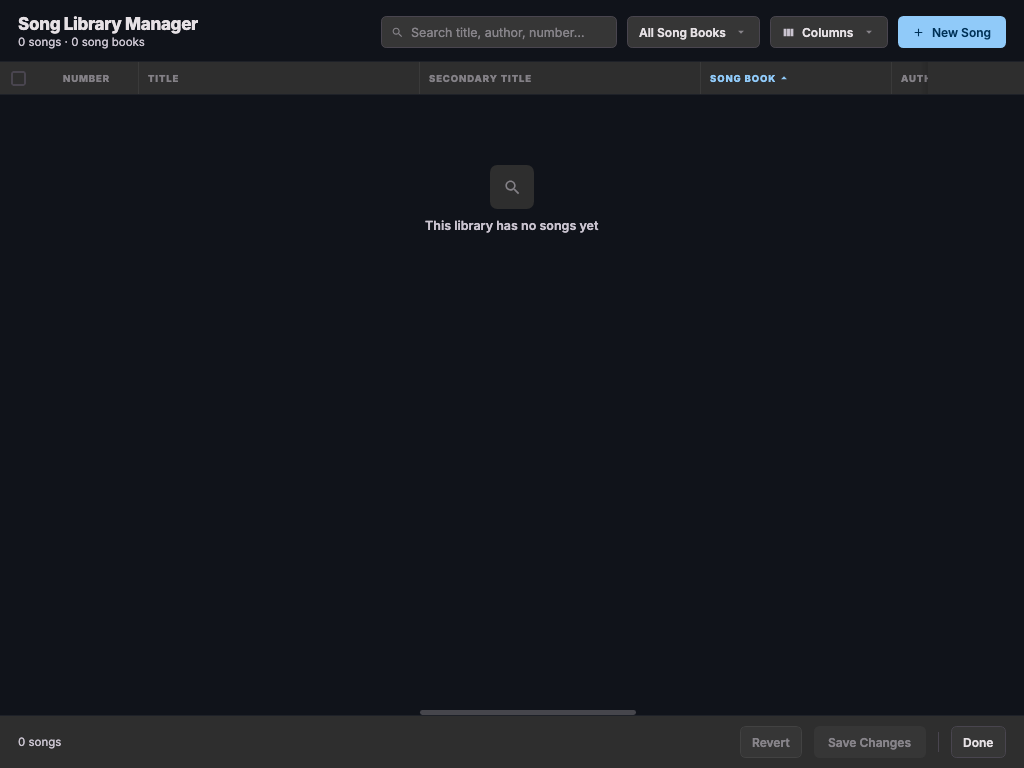 Song Library Manager
0 songs · 0 song books
Search title, author, number...
All Song Books
Columns
+ New Song
NUMBER
TITLE
SECONDARY TITLE
SONG BOOK
AUTH
This library has no songs yet
0 songs
Revert
Save Changes
Done